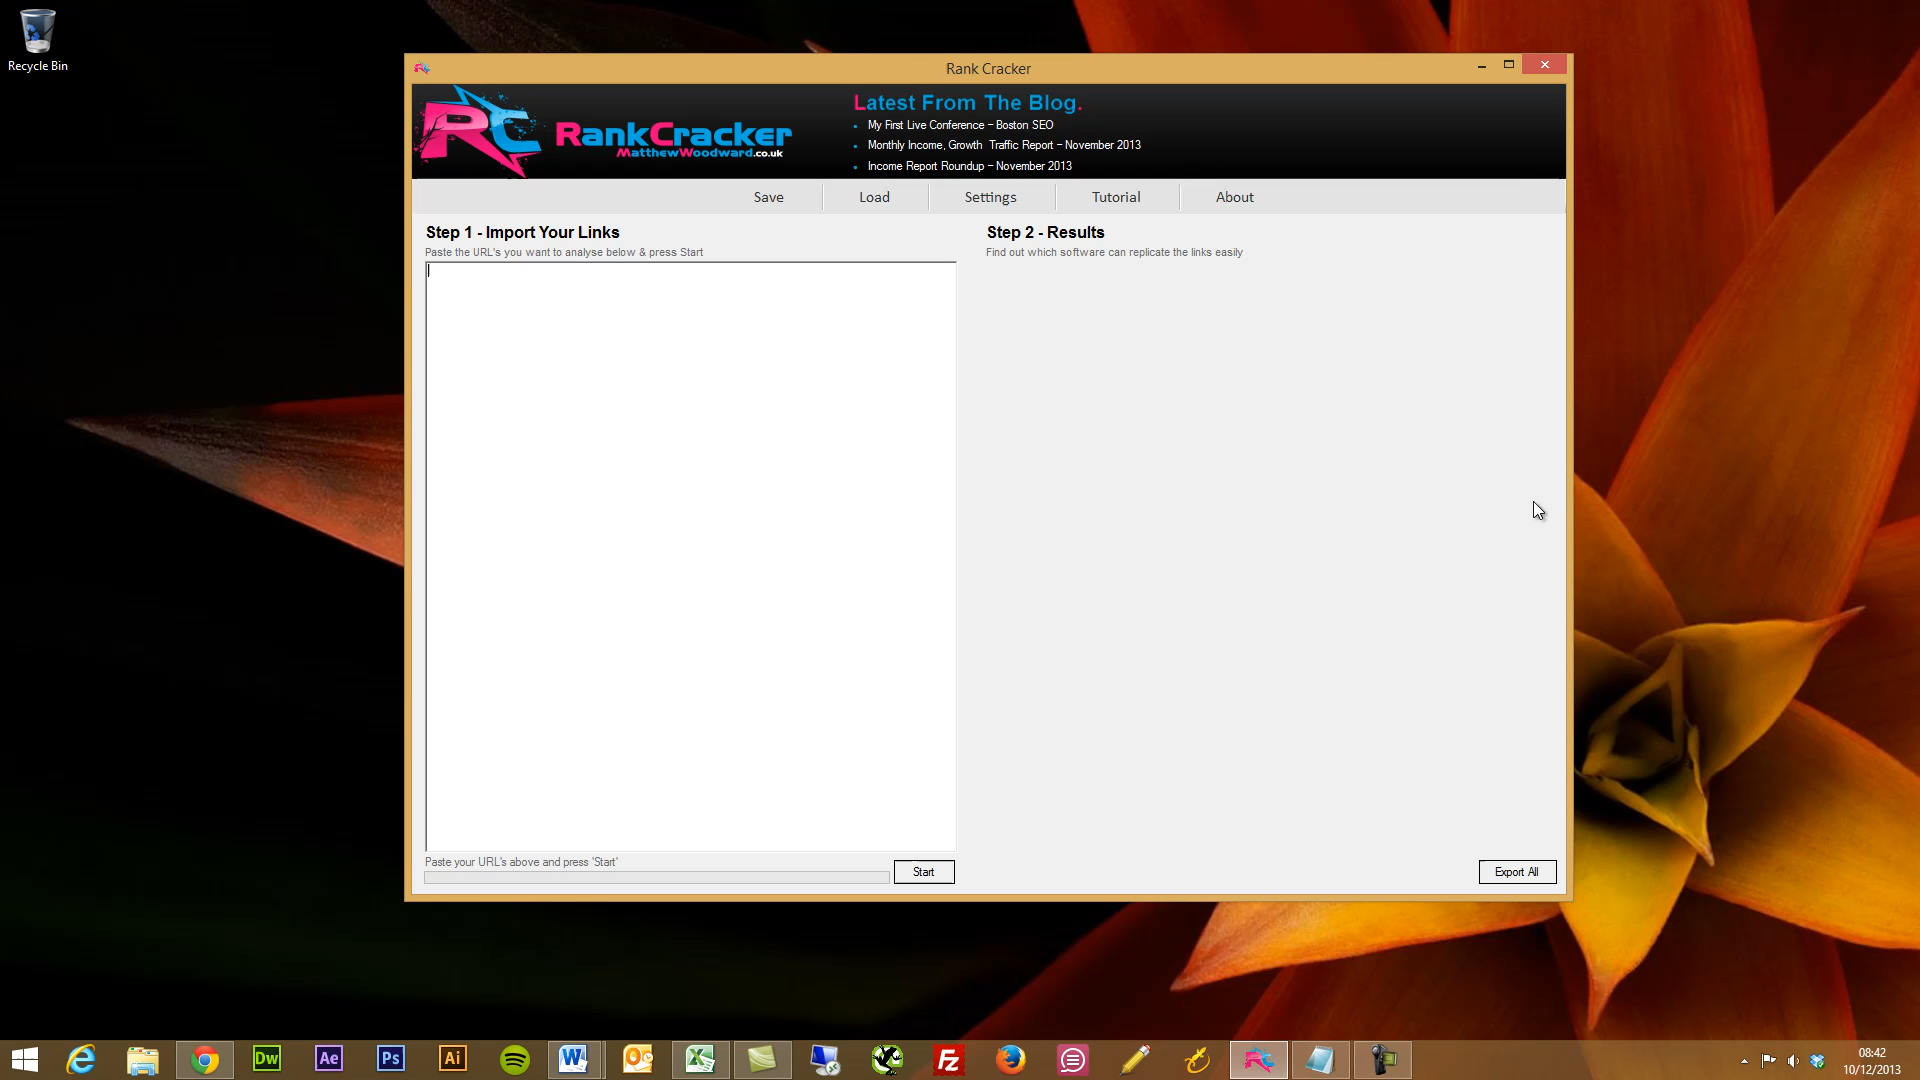 Recycle Bin
Rank Cracker
RC
RankCracker
MatthewWoodward.co.uk
Latest From The Blog.
My First Live Conference – Boston SEO
Monthly Income, Growth  Traffic Report – November 2013
Income Report Roundup – November 2013
Save
Load
Settings
Tutorial
About
Step 1 - Import Your Links
Paste the URL's you want to analyse below & press Start
Step 2 - Results
Find out which software can replicate the links easily
Paste your URL's above and press 'Start'
Start
Export All
Dw
Ae
Ps
Ai
Fz
08:42
10/12/2013